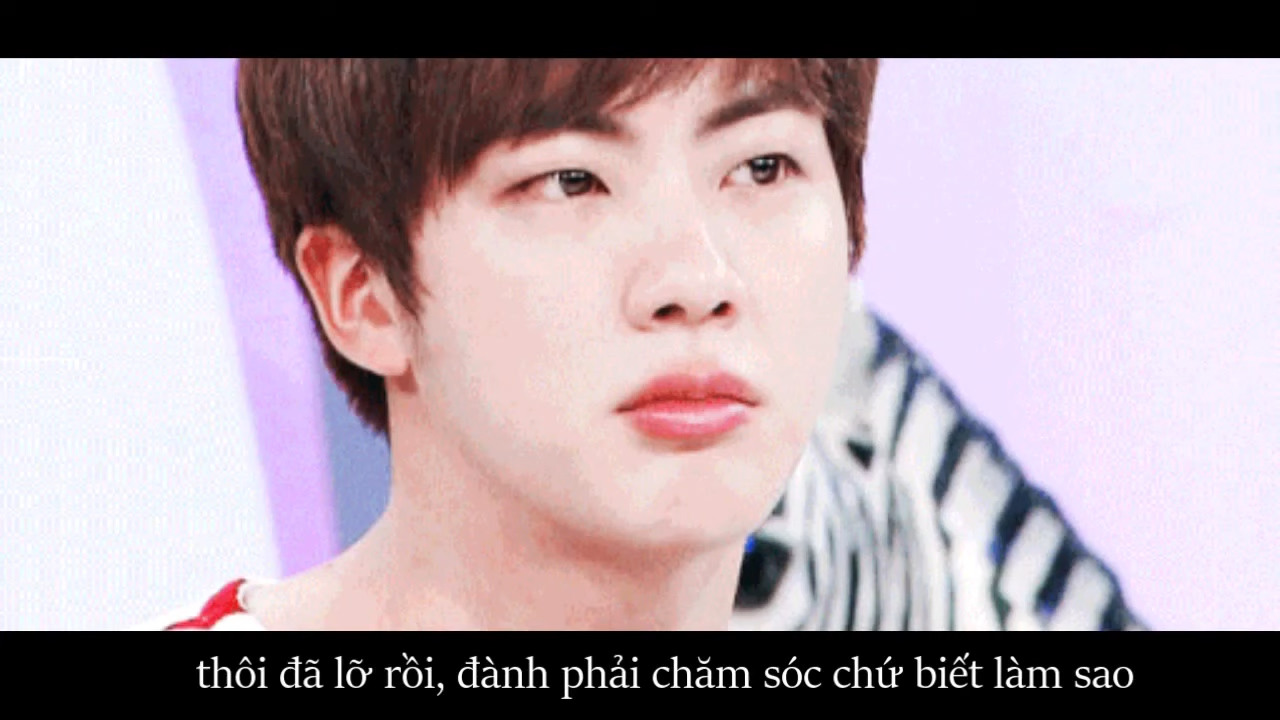 thôi đã lỡ rồi, đành phải chăm sóc chứ biết làm sao